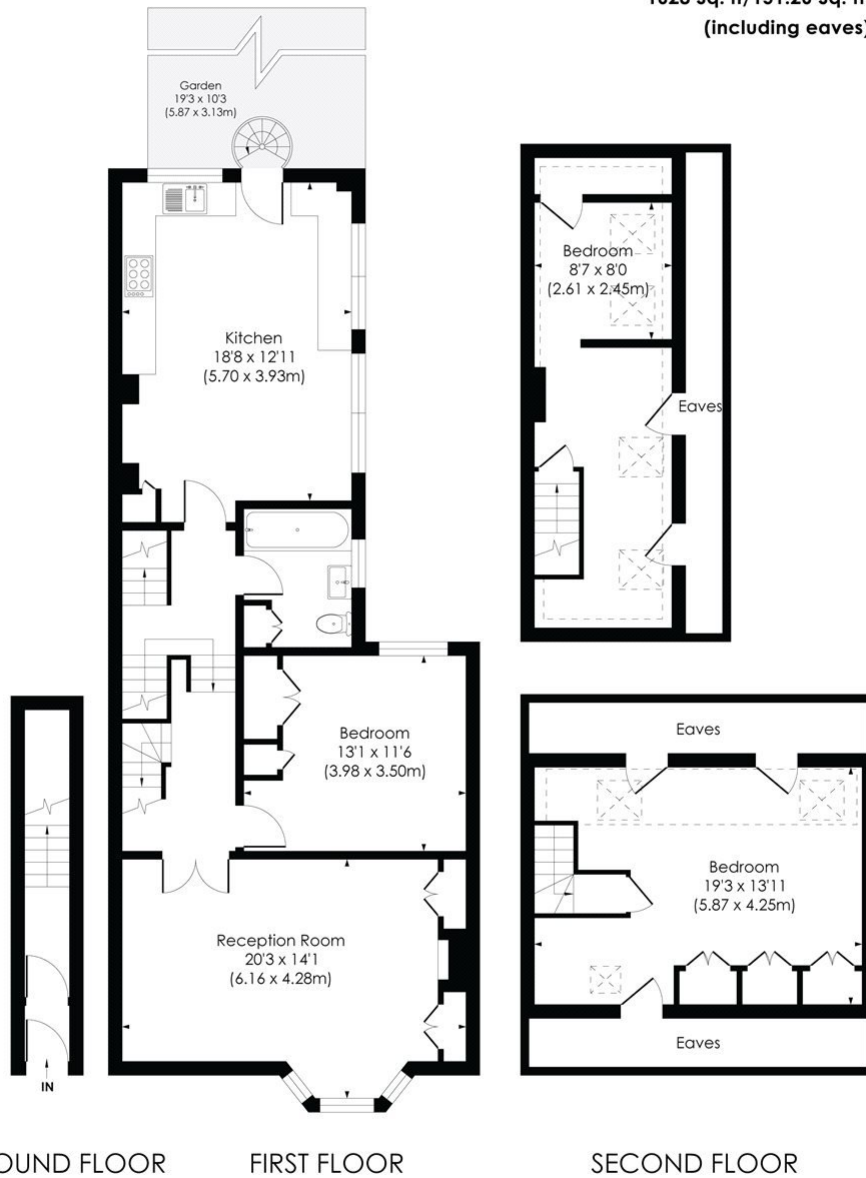 (including eaves)
Garden
19'3 x 10'3
(5.87 x 3.13m)
Bedroom
8'7 x 8'0
(2.61 x 2.45m)
Kitchen
18'8 x 12'11
(5.70 x 3.93m)
Eaves
Bedroom
13'1 x 11'6
(3.98 x 3.50m)
Eaves
Bedroom
19'3 x 13'11
(5.87 x 4.25m)
Reception Room
20'3 x 14'1
(6.16 x 4.28m)
Eaves
IN
OUND FLOOR
FIRST FLOOR
SECOND FLOOR